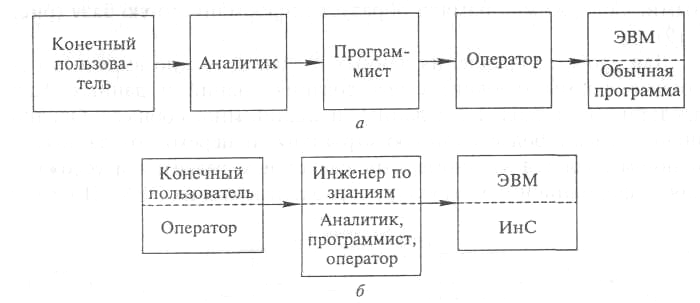 Конечный
пользова-
тель
Аналитик
Програм-
мист
Оператор
ЭВМ
Обычная
программа
а
Конечный
пользователь
Оператор
Инженер по
знаниям
Аналитик,
программист,
оператор
ЭВМ
ИнС
б